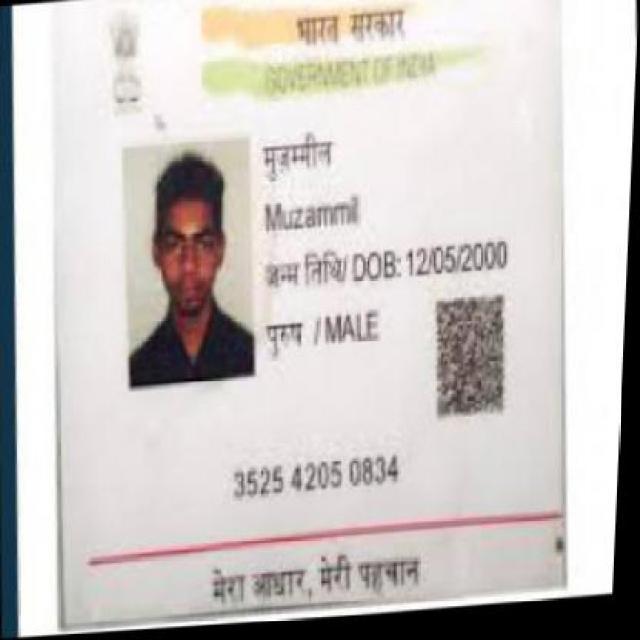 भारत सरकार
GOVERNMENT OF INDIA
मुज़म्मील
Muzammil
जन्म तिथि/ DOB: 12/05/2000
पुरुष / MALE
3525 4205 0834
मेरा आधार, मेरी पहचान